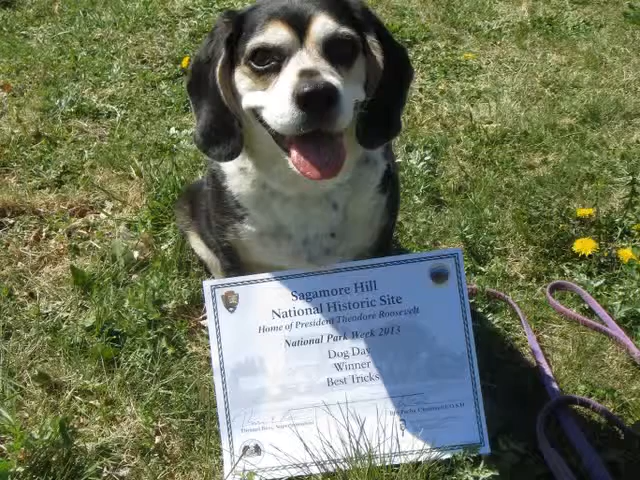 Sagamore Hill
National Historic Site
Home of President Theodore Roosevelt
National Park Week 2013
Dog Day
Winner
Best Tricks